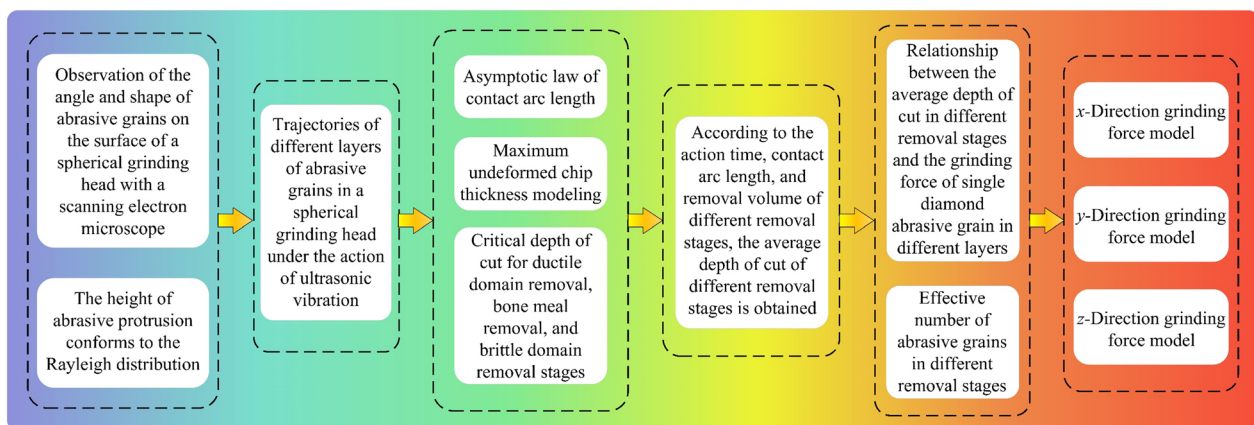 Observation of the
angle and shape of
abrasive grains on
the surface of a
spherical grinding
head with a
scanning electron
microscope
The height of
abrasive protrusion
conforms to the
Rayleigh distribution
Trajectories of
different layers
of abrasive
grains in a
spherical
grinding head
under the action
of ultrasonic
vibration
Asymptotic law of
contact arc length
Maximum
undeformed chip
thickness modeling
Critical depth of
cut for ductile
domain removal,
bone meal
removal, and
brittle domain
removal stages
According to the
action time, contact
arc length, and
removal volume of
different removal
stages, the average
depth of cut of
different removal
stages is obtained
Relationship
between the
average depth of
cut in different
removal stages
and the grinding
force of single
diamond
abrasive grain in
different layers
Effective
number of
abrasive grains
in different
removal stages
x-Direction grinding
force model
y-Direction grinding
force model
z-Direction grinding
force model